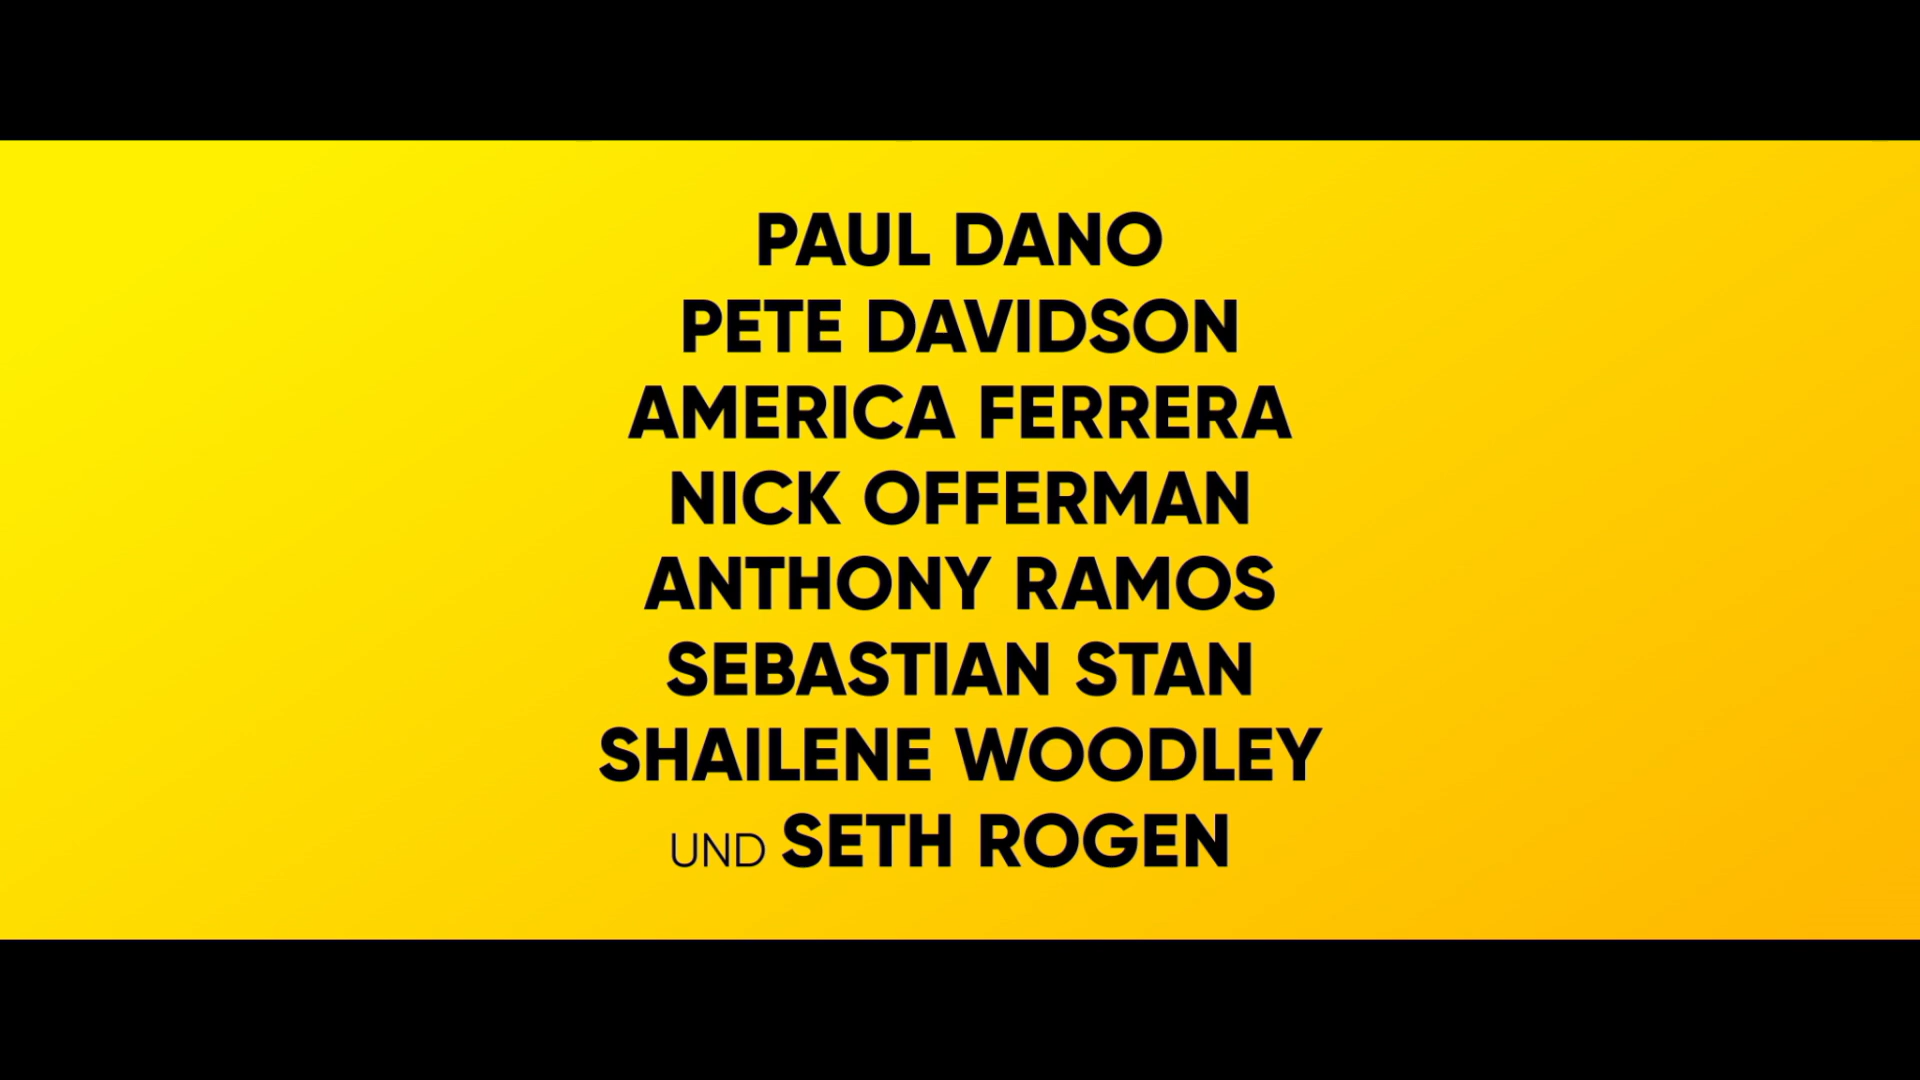 PAUL DANO
PETE DAVIDSON
AMERICA FERRERA
NICK OFFERMAN
ANTHONY RAMOS
SEBASTIAN STAN
SHAILENE WOODLEY
UND SETH ROGEN